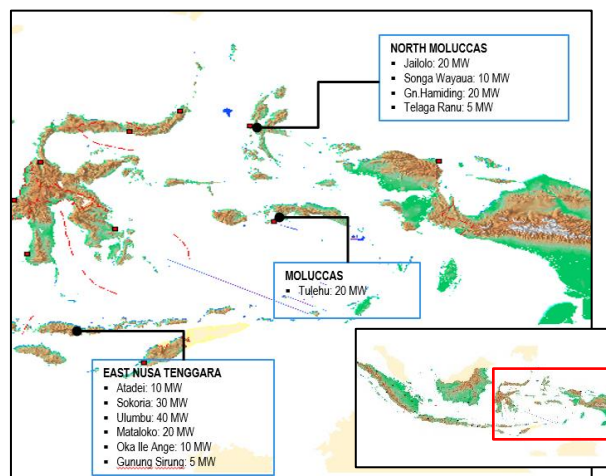 NORTH MOLUCCAS
▪ Jailolo: 20 MW
▪ Songa Wayaua: 10 MW
▪ Gn.Hamiding: 20 MW
▪ Telaga Ranu: 5 MW
MOLUCCAS
▪ Tulehu: 20 MW
EAST NUSA TENGGARA
▪ Atadei: 10 MW
▪ Sokoria: 30 MW
▪ Ulumbu: 40 MW
▪ Mataloko: 20 MW
▪ Oka Ile Ange: 10 MW
▪ Gunung Sirung: 5 MW